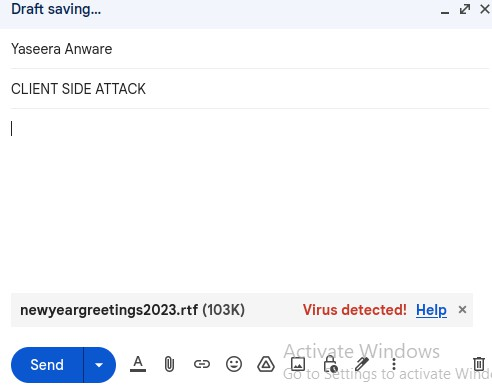 Draft saving...
Yaseera Anware
CLIENT SIDE ATTACK
newyeargreetings2023.rtf (103K) Virus detected! Help ×
Activate Windows
Send A
Go to Settings to activate Wind